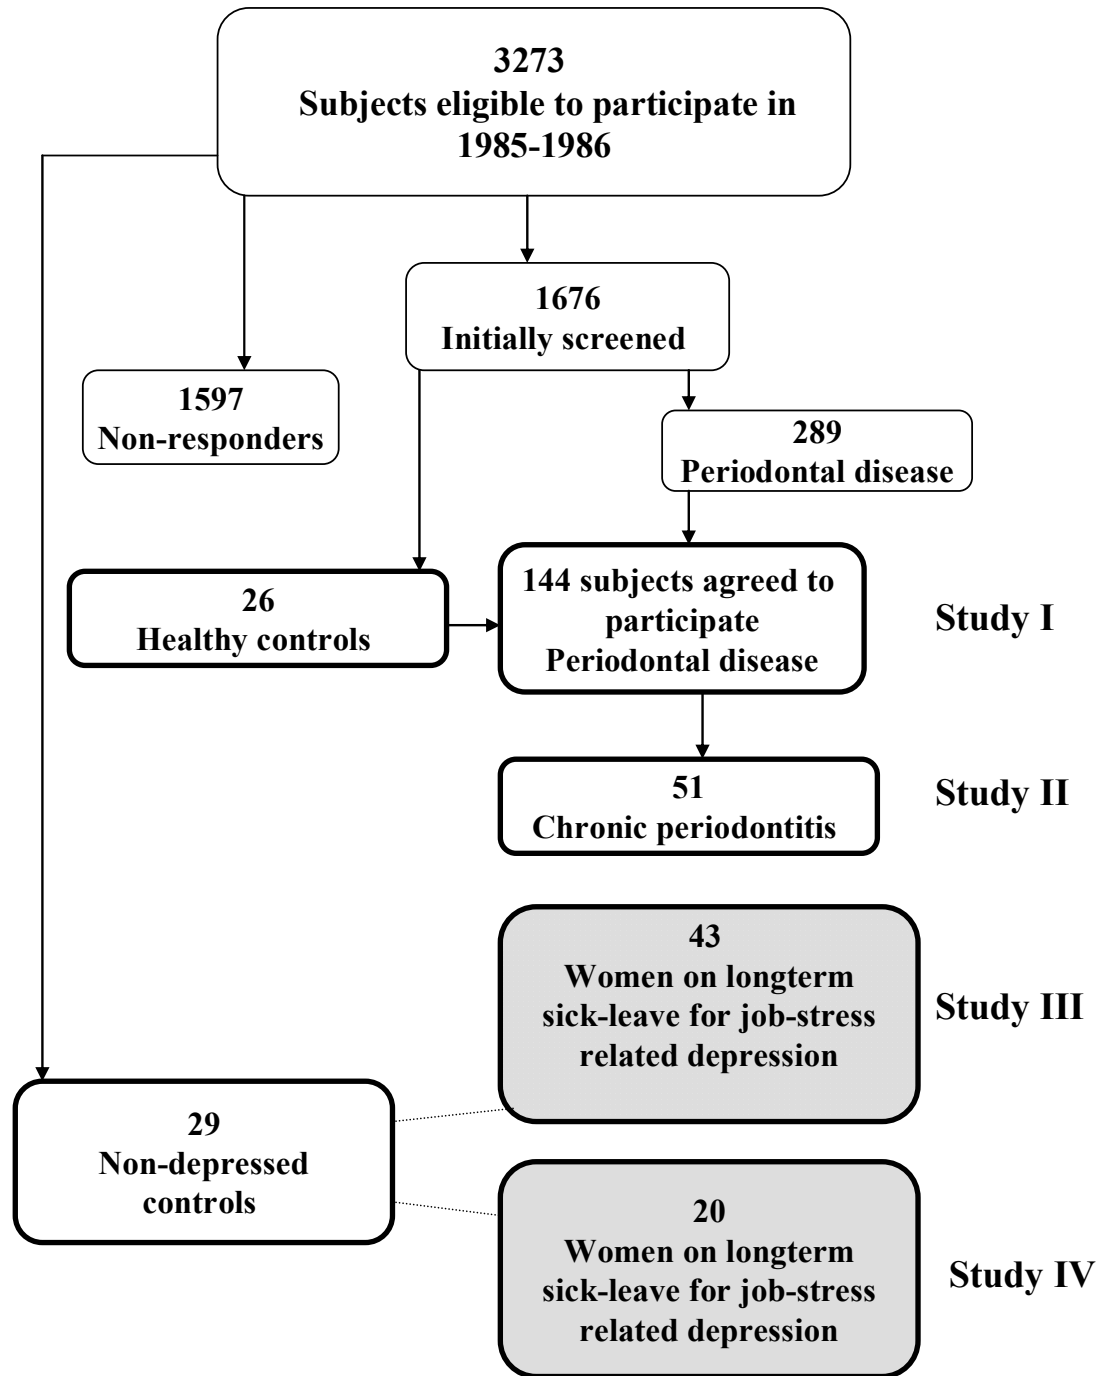 3273
Subjects eligible to participate in
1985-1986
1676
Initially screened
1597
Non-responders
289
Periodontal disease
26
Healthy controls
144 subjects agreed to
participate
Periodontal disease
Study I
51
Chronic periodontitis
Study II
43
Women on longterm
sick-leave for job-stress
related depression
Study III
29
Non-depressed
controls
20
Women on longterm
sick-leave for job-stress
related depression
Study IV